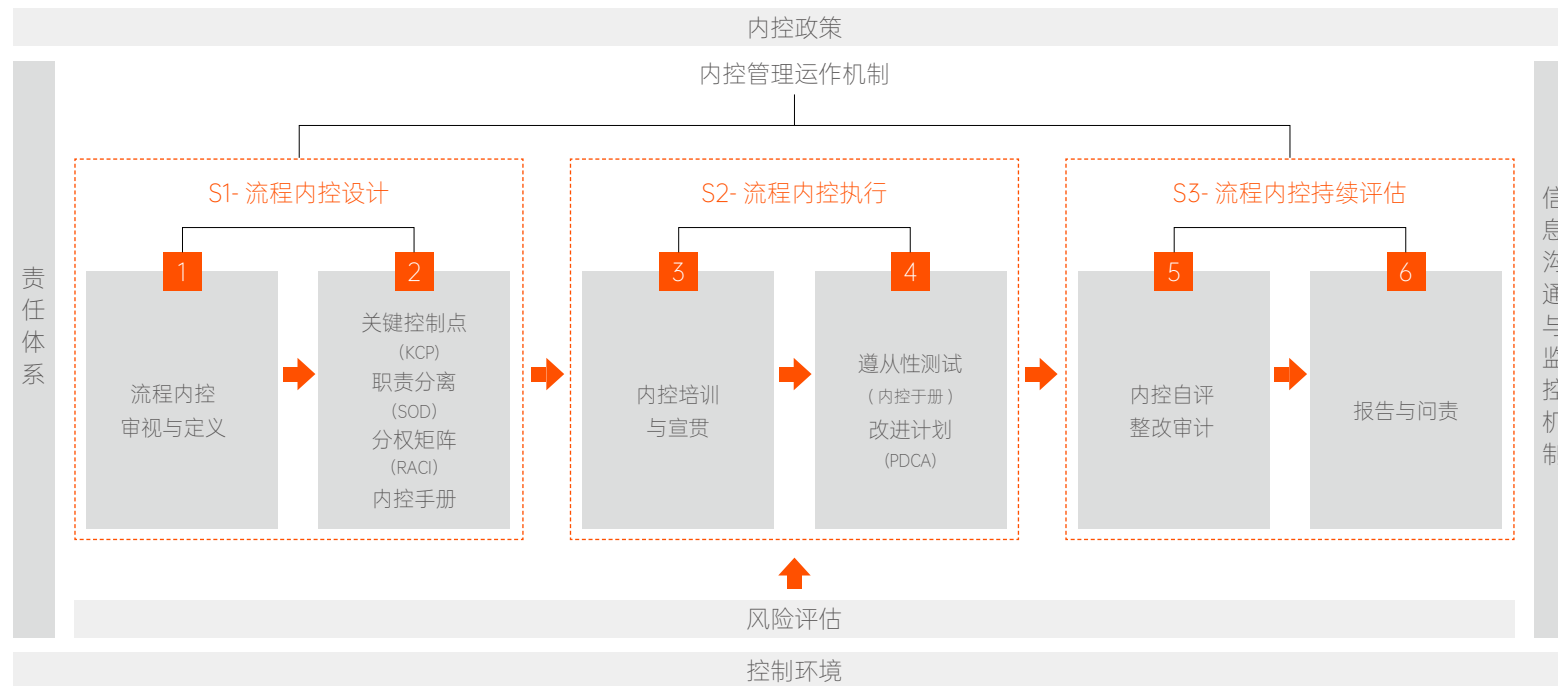 内控政策
内控管理运作机制
责任体系
S1- 流程内控设计
1
流程内控
审视与定义
2
关键控制点
(KCP)
职责分离
(SOD)
分权矩阵
(RACI)
内控手册
S2- 流程内控执行
3
内控培训
与宣贯
4
遵从性测试
( 内控于册 )
改进计划
(PDCA)
S3- 流程内控持续评估
5
内控自评
整改审计
6
报告与问责
信息沟通与监控机制
风险评估
控制环境